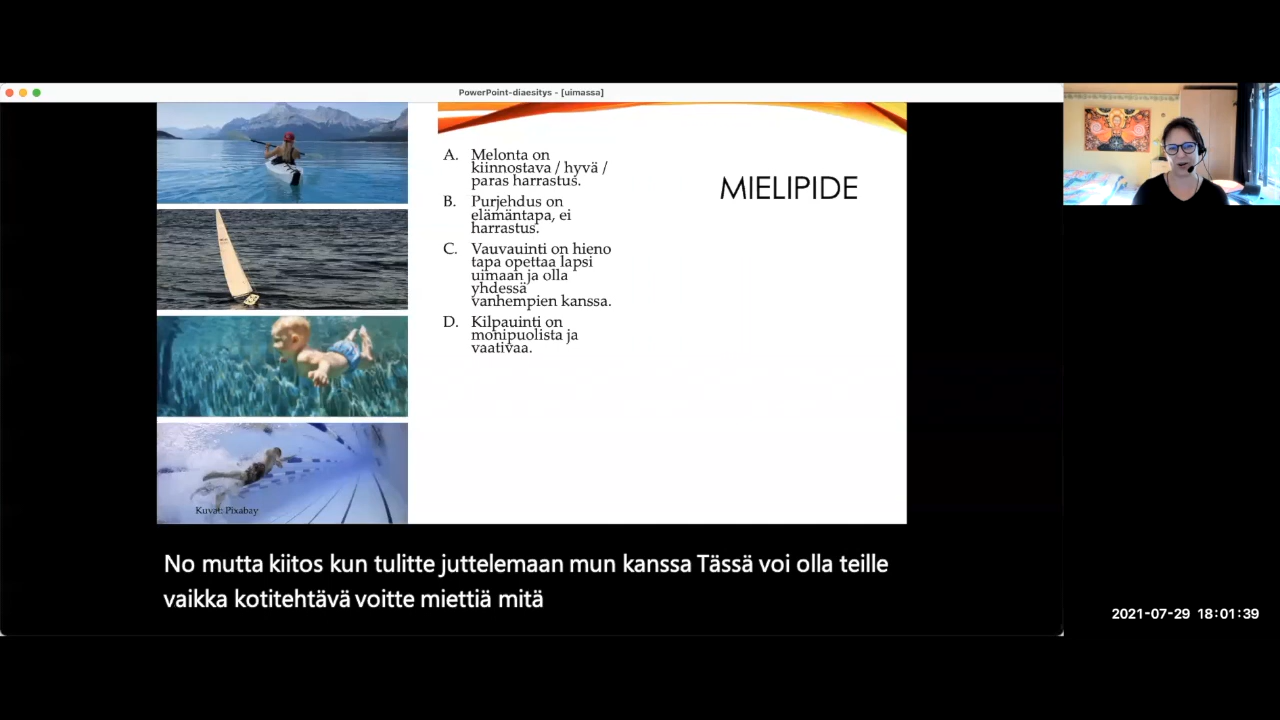 PowerPoint-diaesitys - [uimassa]
A. Melonta on
kiinnostava / hyvä /
paras harrastus.
B. Purjehdus on
elämäntapa, ei
harrastus.
C. Vauvauinti on hieno
tapa opettaa lapsi
uimaan ja olla
yhdessä
vanhempien kanssa.
D. Kilpauinti on
monipuolista ja
vaativaa.
MIELIPIDE
Kuvat: Pixabay
No mutta kiitos kun tulitte juttelemaan mun kanssa Tässä voi olla teille
vaikka kotitehtävä voitte miettiä mitä
2021-07-29 18:01:39